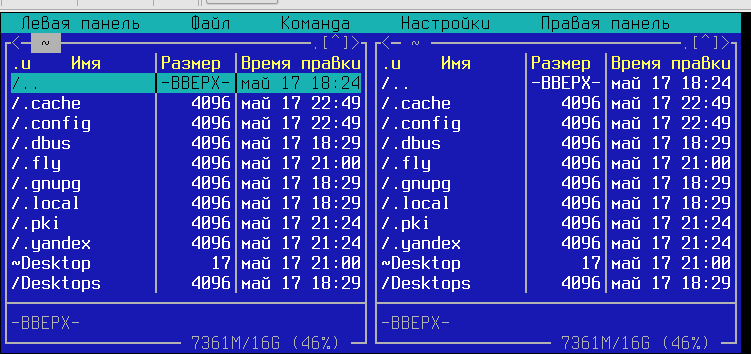 Левая панель Файл Команда Настройки Правая панель
<- ~ .[^]> <- ~ .[^]>
.и Имя Размер Время правки .и Имя Размер Время правки
/.. -ВВЕРХ- май 17 18:24 /.. -ВВЕРХ- май 17 18:24
/.cache 4096 май 17 22:49 /.cache 4096 май 17 22:49
/.config 4096 май 17 22:49 /.config 4096 май 17 22:49
/.dbus 4096 май 17 18:29 /.dbus 4096 май 17 18:29
/.fly 4096 май 17 21:00 /.fly 4096 май 17 21:00
/.gnupg 4096 май 17 18:29 /.gnupg 4096 май 17 18:29
/.local 4096 май 17 18:29 /.local 4096 май 17 18:29
/.pki 4096 май 17 21:24 /.pki 4096 май 17 21:24
/.yandex 4096 май 17 21:24 /.yandex 4096 май 17 21:24
~Desktop 17 май 17 21:00 ~Desktop 17 май 17 21:00
/Desktops 4096 май 17 18:29 /Desktops 4096 май 17 18:29
-ВВЕРХ- -ВВЕРХ-
7361M/16G (46%) 7361M/16G (46%)